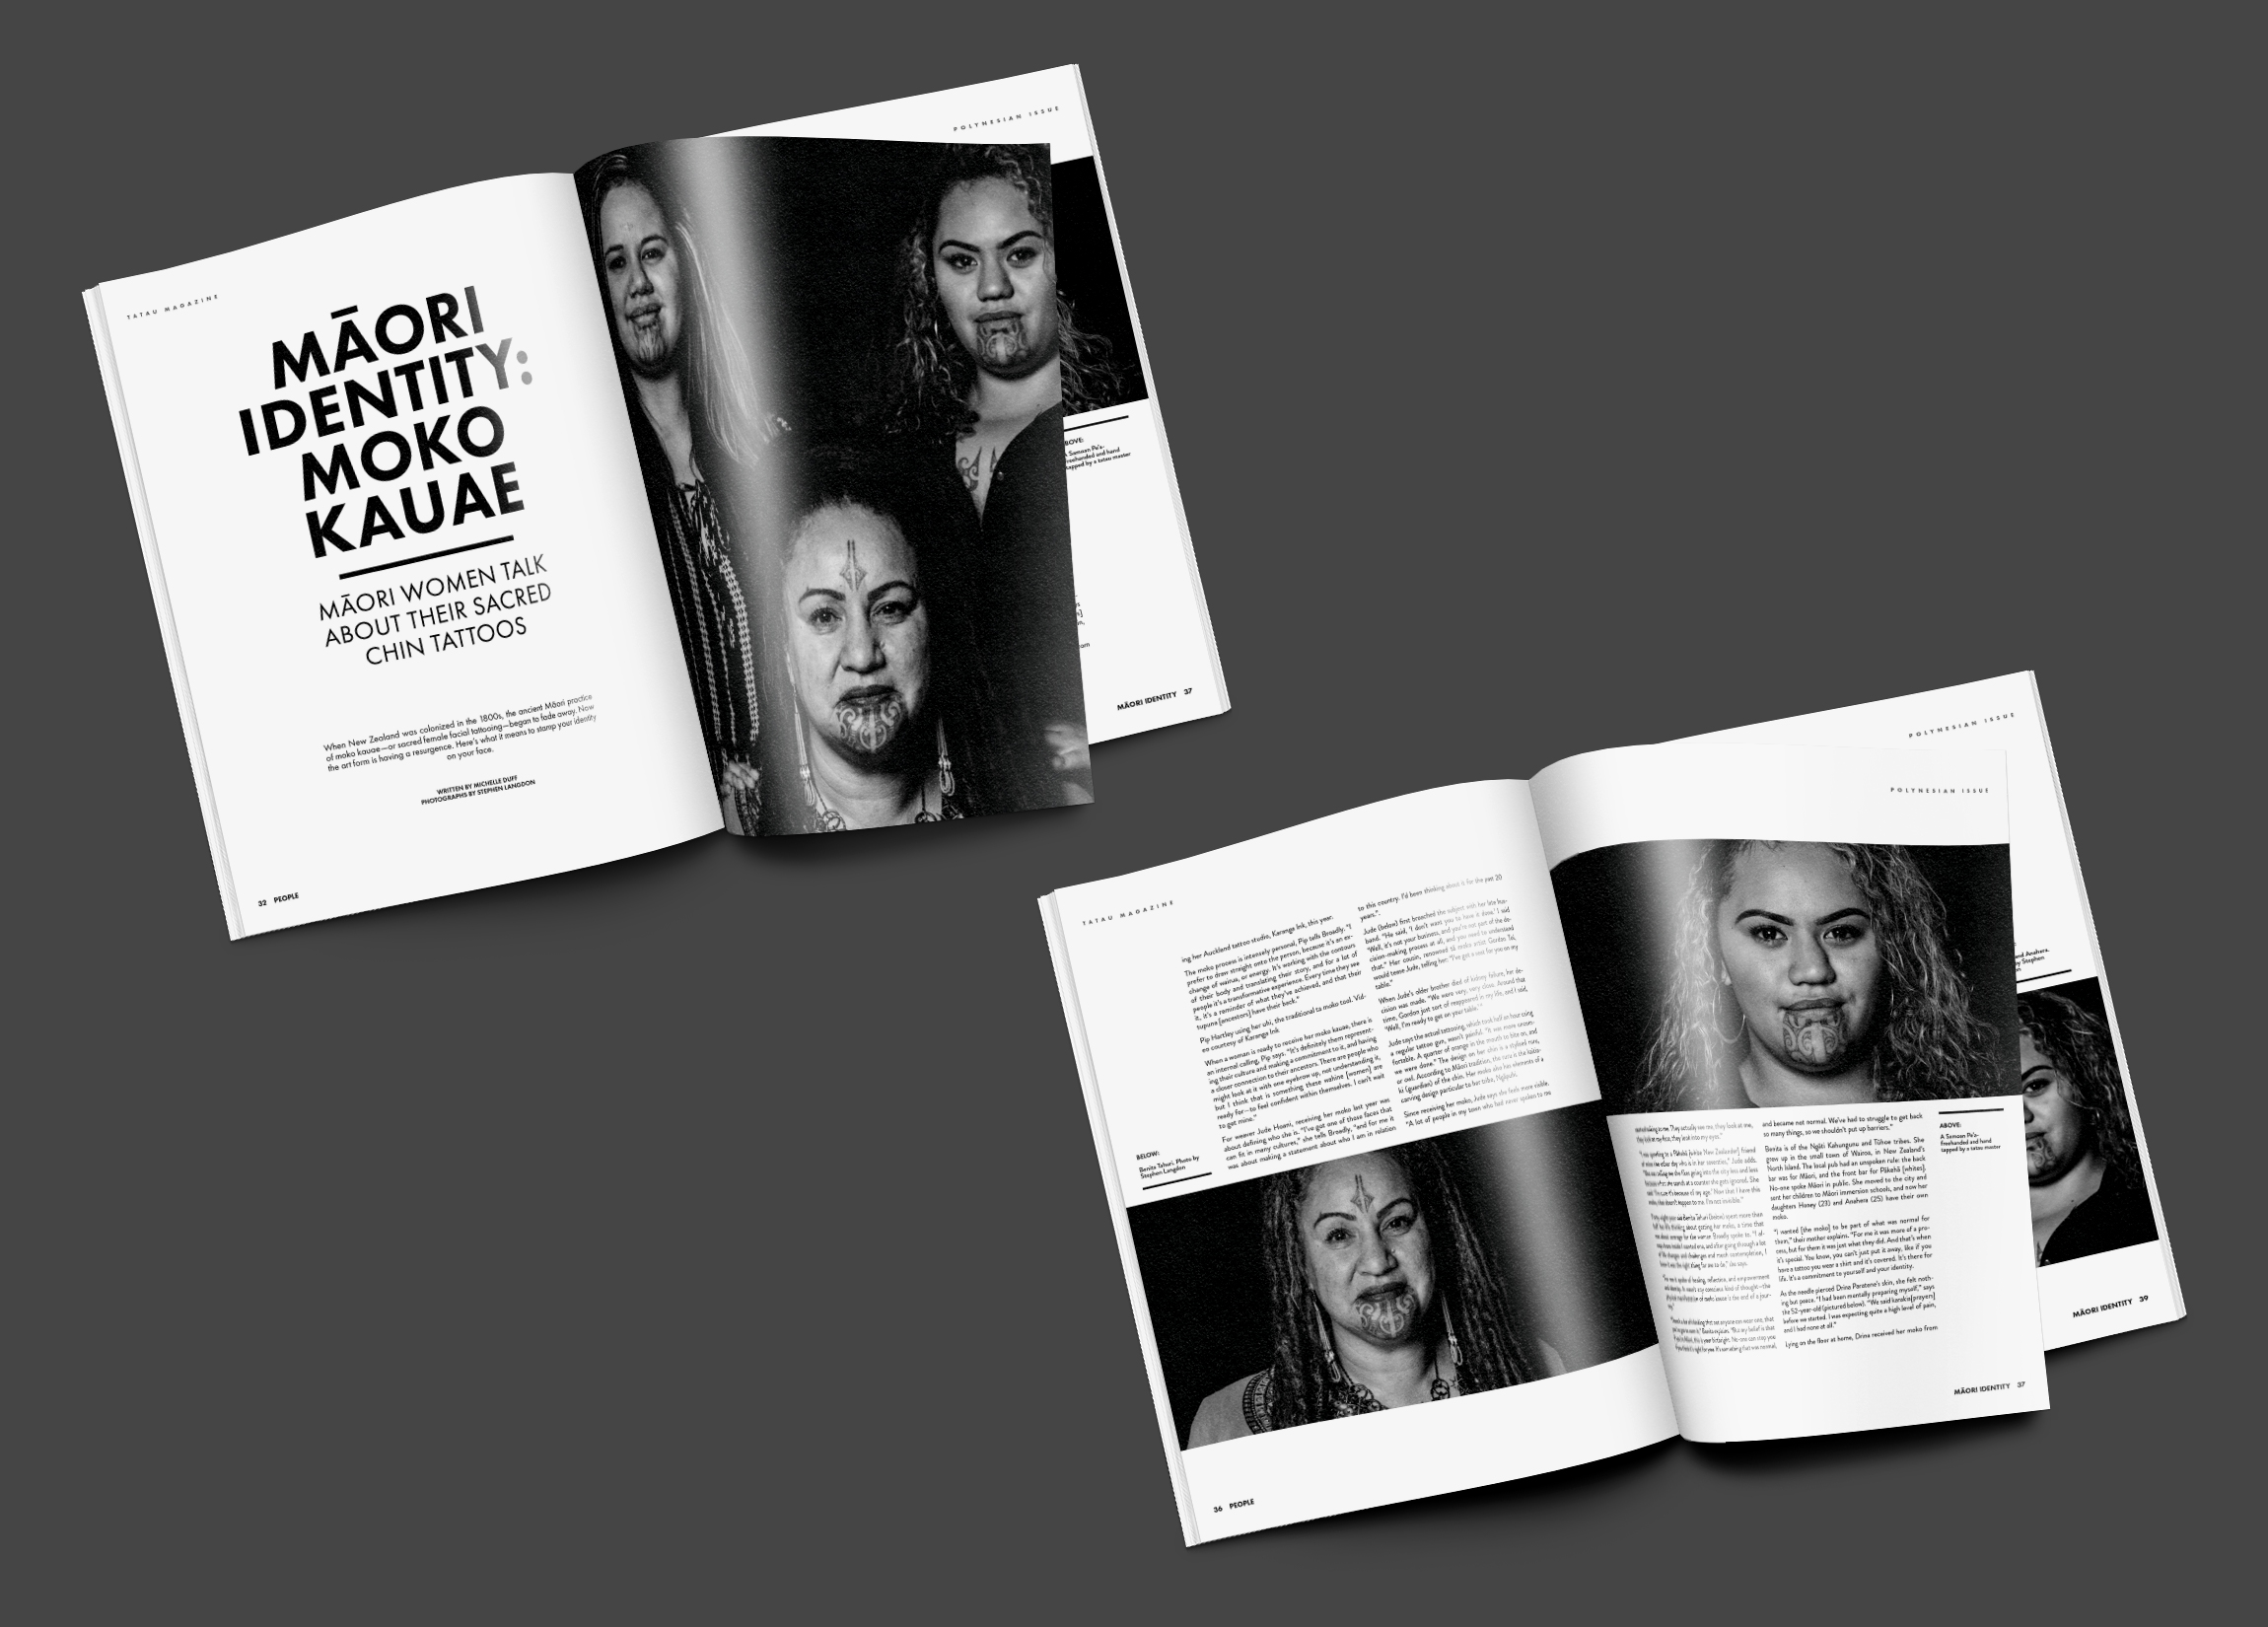 TATAU MAGAZINE
MĀORI
IDENTITY:
MOKO
KAUAE
MĀORI WOMEN TALK
ABOUT THEIR SACRED
CHIN TATTOOS
When New Zealand was colonized in the 1800s, the ancient Māori practice
of moko kauae—or sacred female facial tattooing—began to fade away. Now
the art form is having a resurgence. Here's what it means to stamp your identity
on your face.
WRITTEN BY MICHELLE DUFF
PHOTOGRAPHS BY STEPHEN LANGDON
32 PEOPLE
POLYNESIAN ISSUE
A Samoan Pe'a-
freehanded and hand
tapped by a tatau master
MĀORI IDENTITY 37
TATAU MAGAZINE
ing her Auckland tattoo studio, Karanga Ink, this year.
The moko process is intensely personal, Pip tells Broadly. "I
prefer to draw straight onto the person, because it's an ex-
change of wairua, or energy. It's working with the contours
of their body and translating their story, and for a lot of
people it's a transformative experience. Every time they see
it, it's a reminder of what they've achieved, and that their
tupuna [ancestors] have their back."
Pip Hartley using her uhi, the traditional ta moko tool. Vid-
eo courtesy of Karanga Ink
When a woman is ready to receive her moko kauae, there is
an internal calling, Pip says. "It's definitely them represent-
ing their culture and making a commitment to it, and having
a closer connection to their ancestors. There are people who
might look at it with one eyebrow up, not understanding it,
but I think that is something these wahine [women] are
ready for—to feel confident within themselves. I can't wait
to get mine."
For weaver Jude Hoani, receiving her moko last year was
about defining who she is. "I've got one of those faces that
can fit in many cultures," she tells Broadly, "and for me it
was about making a statement about who I am in relation
to this country. I'd been thinking about it for the past 20
years."
Jude (below) first broached the subject with her late hus-
band. "He said, 'I don't want you to have it done.' I said
'Well, it's not your business, and you're not part of the de-
cision-making process at all, and you need to understand
that.'" Her cousin, renowned tā moko artist Gordon Toi,
would tease Jude, telling her: "I've got a seat for you on my
table."
When Jude's older brother died of kidney failure, her de-
cision was made. "We were very, very close. Around that
time, Gordon just sort of reappeared in my life, and I said,
'Well, I'm ready to get on your table.'"
Jude says the actual tattooing, which took half an hour using
a regular tattoo gun, wasn't painful. "It was more uncom-
fortable. A quarter of orange in the mouth to bite on, and
we were done." The design on her chin is a stylised ruru,
or owl. According to Māori tradition, the ruru is the kaitia-
ki (guardian) of the chin. Her moko also has elements of a
carving design particular to her tribe, Ngāpuhi.
Since receiving her moko, Jude says she feels more visible.
"A lot of people in my town who had never spoken to me
BELOW:
Benita Tahuri. Photo by
Stephen Langdon
36 PEOPLE
POLYNESIAN ISSUE
and became not normal. We've had to struggle to get back
so many things, so we shouldn't put up barriers."
Benita is of the Ngāti Kahungunu and Tūhoe tribes. She
grew up in the small town of Wairoa, in New Zealand's
North Island. The local pub had an unspoken rule: the back
bar was for Māori, and the front bar for Pākehā [whites].
No-one spoke Māori in public. She moved to the city and
sent her children to Māori immersion schools, and now her
daughters Honey (23) and Anahera (25) have their own
moko.
"I wanted [the moko] to be part of what was normal for
them," their mother explains. "For me it was more of a pro-
cess, but for them it was just what they did. And that's when
it's special. You know, you can't just put it away, like if you
have a tattoo you wear a shirt and it's covered. It's there for
life. It's a commitment to yourself and your identity.
As the needle pierced Drina Paratene's skin, she felt noth-
ing but peace. "I had been mentally preparing myself," says
the 52-year-old (pictured below). "We said karakia[prayers]
before we started. I was expecting quite a high level of pain,
and I had none at all."
Lying on the floor at home, Drina received her moko from
ABOVE:
A Samoan Pe'a-
freehanded and hand
tapped by a tatau master
MĀORI IDENTITY 37
POLYNESIAN ISSUE
and Anahera.
by Stephen
MĀORI IDENTITY 39